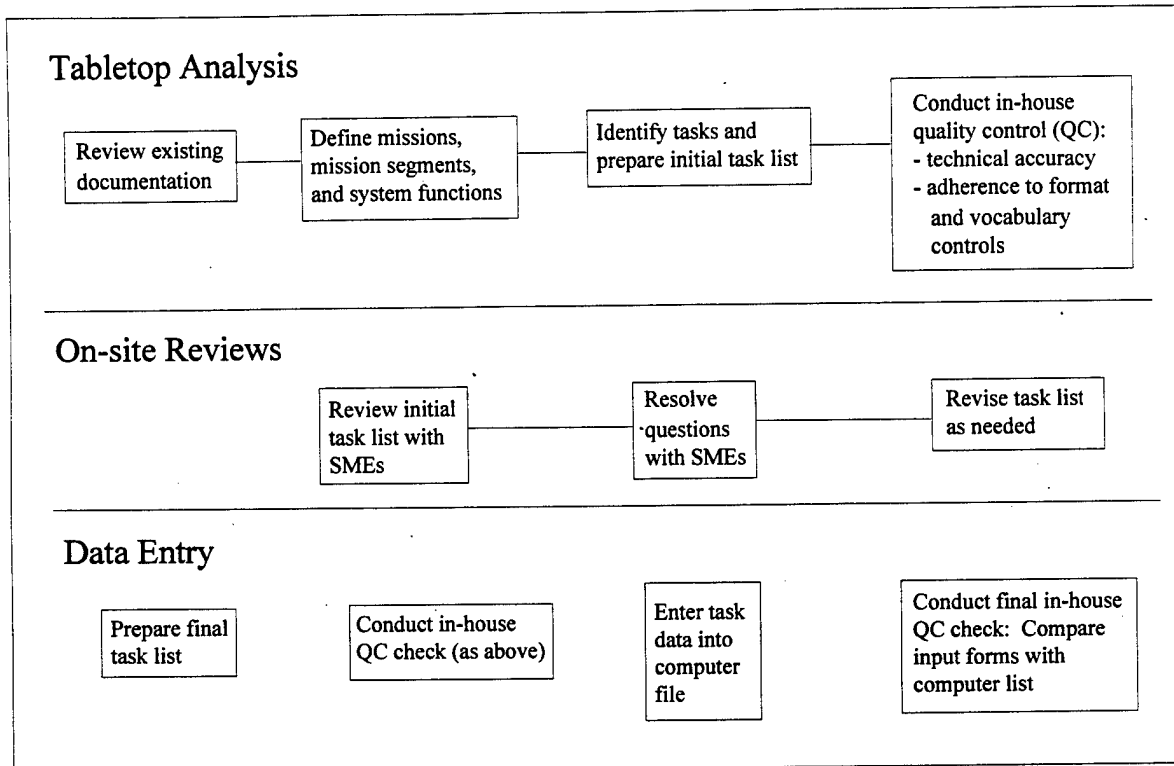 Tabletop Analysis
Review existing
documentation
Define missions,
mission segments,
and system functions
Identify tasks and
prepare initial task list
Conduct in-house
quality control (QC):
- technical accuracy
- adherence to format
and vocabulary
controls
On-site Reviews
Review initial
task list with
SMEs
Resolve
questions
with SMEs
Revise task list
as needed
Data Entry
Prepare final
task list
Conduct in-house
QC check (as above)
Enter task
data into
computer
file
Conduct final in-house
QC check: Compare
input forms with
computer list